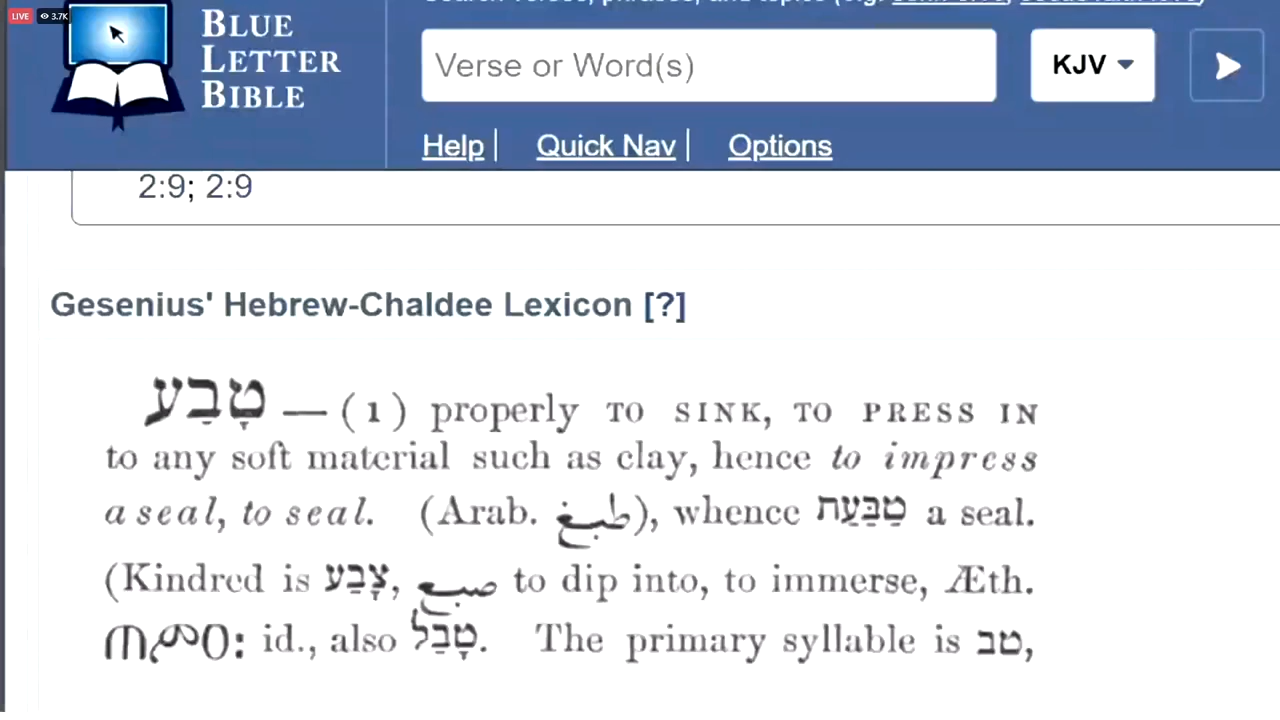 LIVE 3.7K
BLUE
LETTER
BIBLE
Verse or Word(s)
KJV
Help | Quick Nav | Options
2:9; 2:9
Gesenius' Hebrew-Chaldee Lexicon [?]
טָבַע — (1) properly TO SINK, TO PRESS IN
to any soft material such as clay, hence to impress
a seal, to seal. (Arab. طبغ), whence טַבַּעַת a seal.
(Kindred is צָבַע, صبع to dip into, to immerse, Æth.
ጠምዐ: id., also טָבַל. The primary syllable is טב,